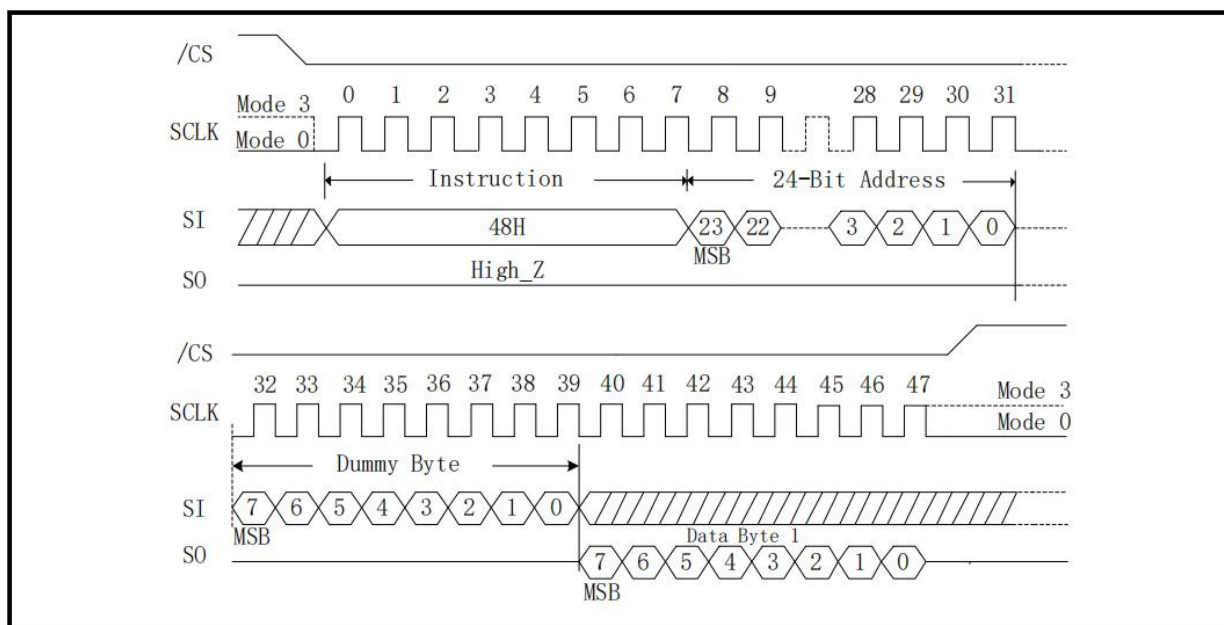 /CS
0 1 2 3 4 5 6 7 8 9 28 29 30 31
Mode 3
SCLK
Mode 0
Instruction 24-Bit Address
SI 48H 23 22 3 2 1 0
MSB
High_Z
SO
/CS
32 33 34 35 36 37 38 39 40 41 42 43 44 45 46 47
Mode 3
SCLK
Mode 0
Dummy Byte
SI 7 6 5 4 3 2 1 0
MSB
Data Byte 1
SO 7 6 5 4 3 2 1 0
MSB